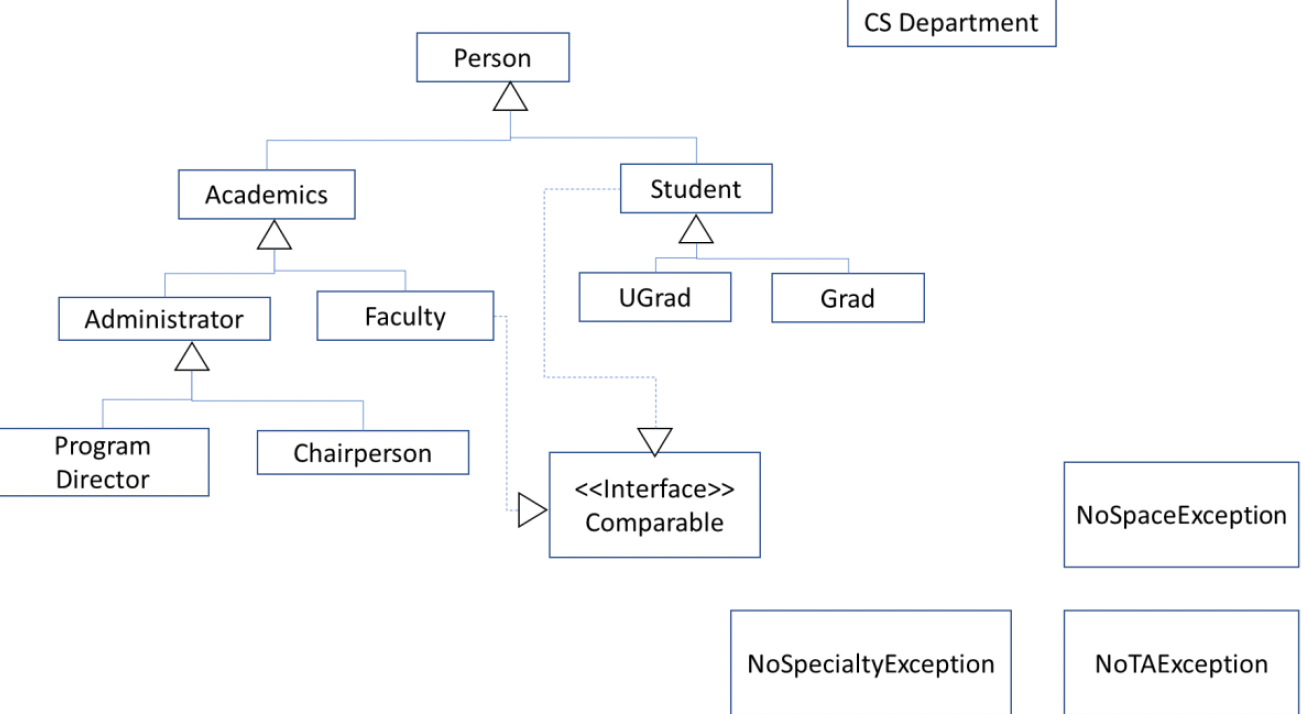 CS Department
Person
Academics
Student
Administrator
Faculty
UGrad
Grad
Program
Director
Chairperson
<<Interface>>
Comparable
NoSpaceException
NoSpecialtyException
NoTAException